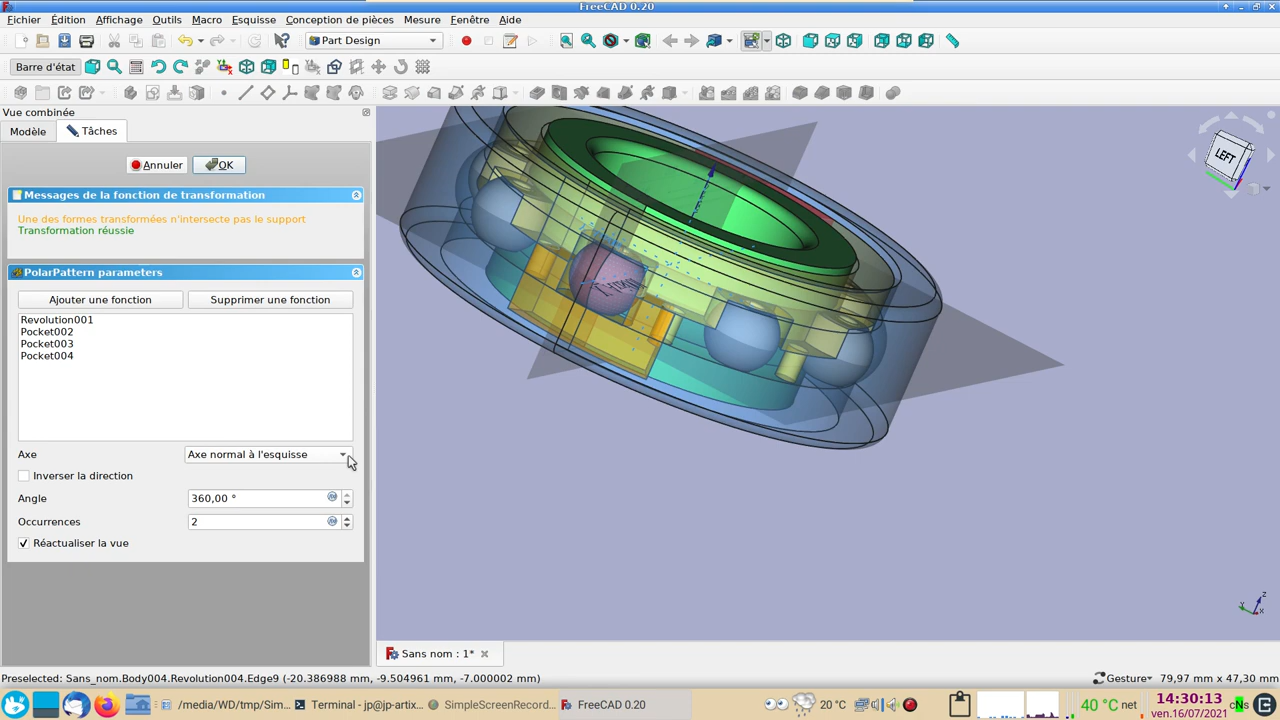 FreeCAD 0.20
Fichier Édition Affichage Outils Macro Esquisse Conception de pièces Mesure Fenêtre Aide
Part Design
Barre d'état
Vue combinée
Modèle Tâches
Annuler OK
Messages de la fonction de transformation
Une des formes transformées n'intersecte pas le support
Transformation réussie
PolarPattern parameters
Ajouter une fonction Supprimer une fonction
Revolution001
Pocket002
Pocket003
Pocket004
Axe Axe normal à l'esquisse
Inverser la direction
Angle 360,00 °
Occurrences 2
Réactualiser la vue
LEFT
Z
Sans nom : 1*
Preselected: Sans_nom.Body004.Revolution004.Edge9 (-20.386988 mm, -9.504961 mm, -7.000002 mm)
Gesture 79,97 mm x 47,30 mm
/media/WD/tmp/Sim... Terminal - jp@jp-artix... SimpleScreenRecord... FreeCAD 0.20
20 °C
40 °C net
14:30:13
ven.16/07/2021
cNs